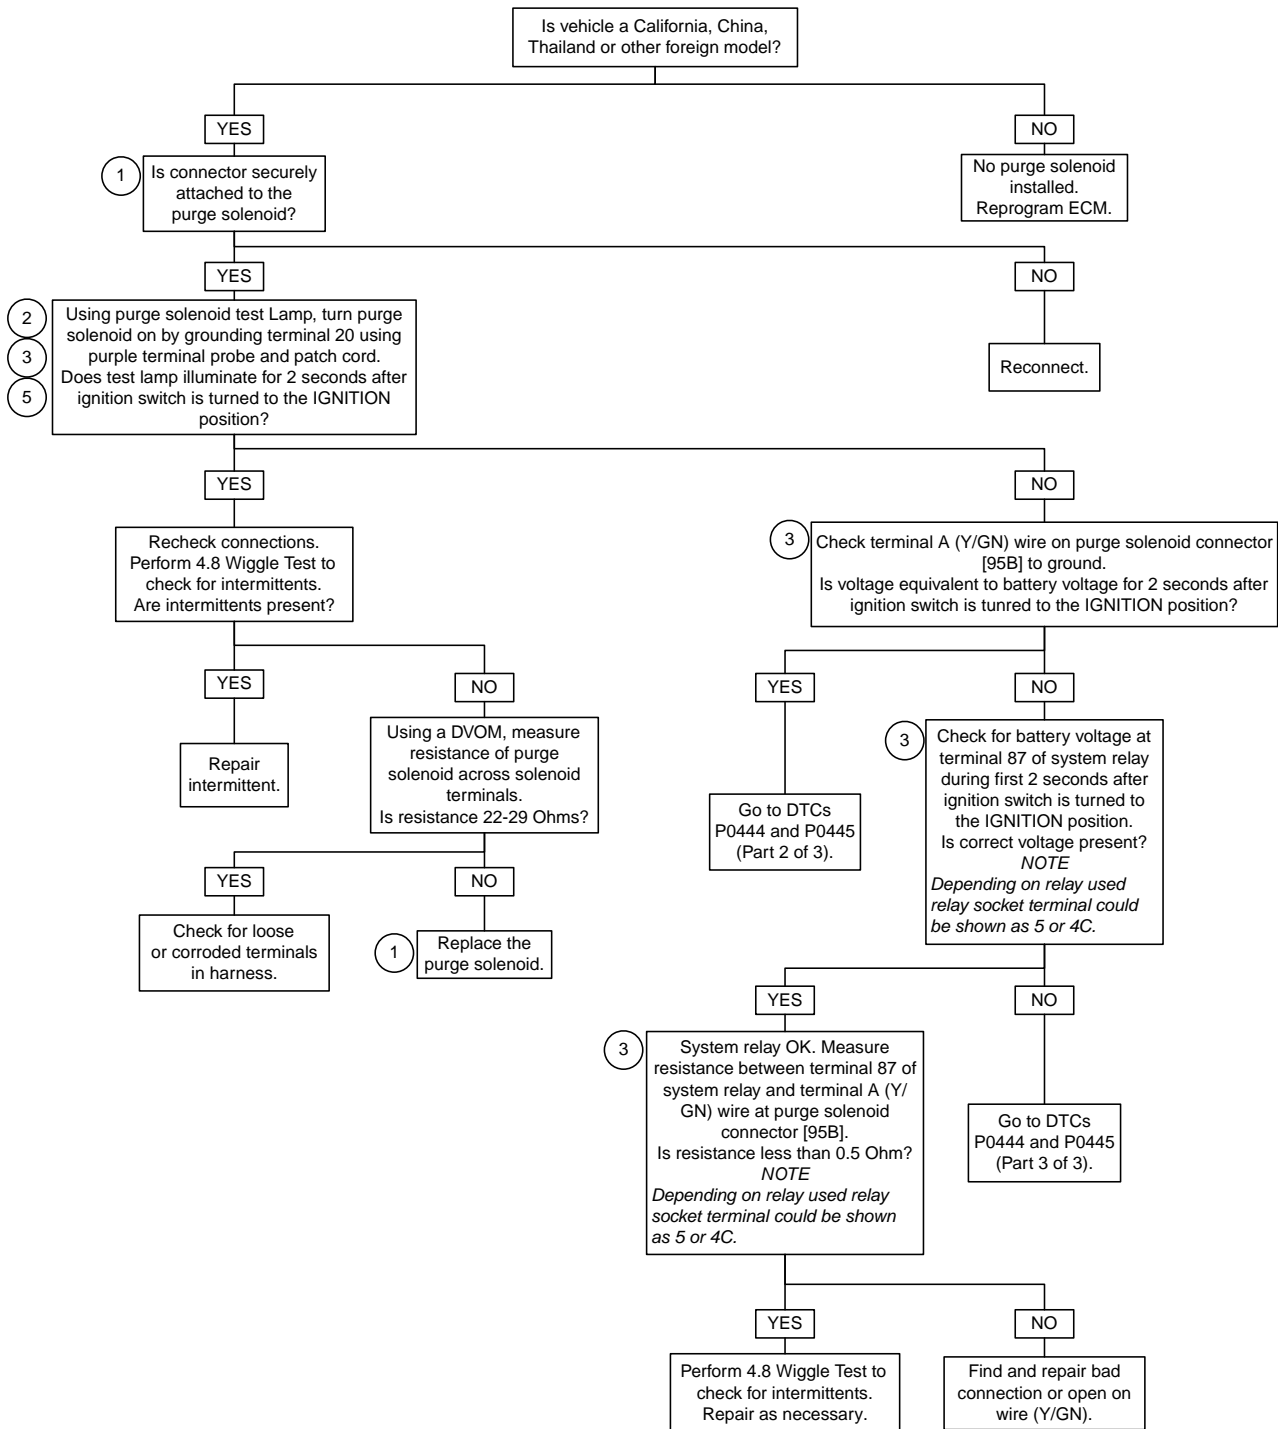 Is vehicle a California, China,
Thailand or other foreign model?
YES
NO
1
Is connector securely
attached to the
purge solenoid?
No purge solenoid
installed.
Reprogram ECM.
YES
NO
2
3
5
Using purge solenoid test Lamp, turn purge
solenoid on by grounding terminal 20 using
purple terminal probe and patch cord.
Does test lamp illuminate for 2 seconds after
ignition switch is turned to the IGNITION
position?
Reconnect.
YES
NO
Recheck connections.
Perform 4.8 Wiggle Test to
check for intermittents.
Are intermittents present?
3
Check terminal A (Y/GN) wire on purge solenoid connector
[95B] to ground.
Is voltage equivalent to battery voltage for 2 seconds after
ignition switch is tunred to the IGNITION position?
YES
NO
YES
NO
Repair
intermittent.
Using a DVOM, measure
resistance of purge
solenoid across solenoid
terminals.
Is resistance 22-29 Ohms?
Go to DTCs
P0444 and P0445
(Part 2 of 3).
3
Check for battery voltage at
terminal 87 of system relay
during first 2 seconds after
ignition switch is turned to
the IGNITION position.
Is correct voltage present?
NOTE
Depending on relay used
relay socket terminal could
be shown as 5 or 4C.
YES
NO
Check for loose
or corroded terminals
in harness.
1
Replace the
purge solenoid.
YES
NO
3
System relay OK. Measure
resistance between terminal 87 of
system relay and terminal A (Y/
GN) wire at purge solenoid
connector [95B].
Is resistance less than 0.5 Ohm?
NOTE
Depending on relay used relay
socket terminal could be shown
as 5 or 4C.
Go to DTCs
P0444 and P0445
(Part 3 of 3).
YES
NO
Perform 4.8 Wiggle Test to
check for intermittents.
Repair as necessary.
Find and repair bad
connection or open on
wire (Y/GN).